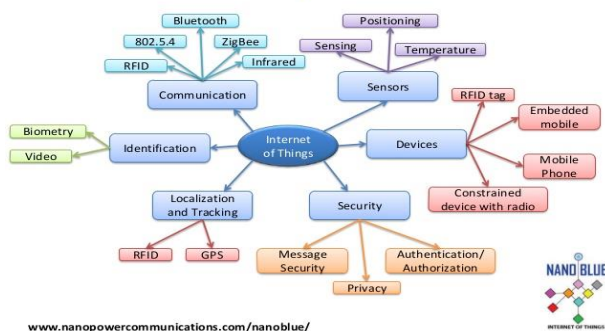 Bluetooth
802.5.4
ZigBee
RFID
Infrared
Communication
Positioning
Sensing
Temperature
Sensors
RFID tag
Embedded
mobile
Devices
Mobile
Phone
Constrained
device with radio
Biometry
Video
Identification
Internet
of Things
Localization
and Tracking
RFID
GPS
Security
Message
Security
Privacy
Authentication/
Authorization
NANO BLUE
INTERNET OF THINGS
www.nanopowercommunications.com/nanoblue/